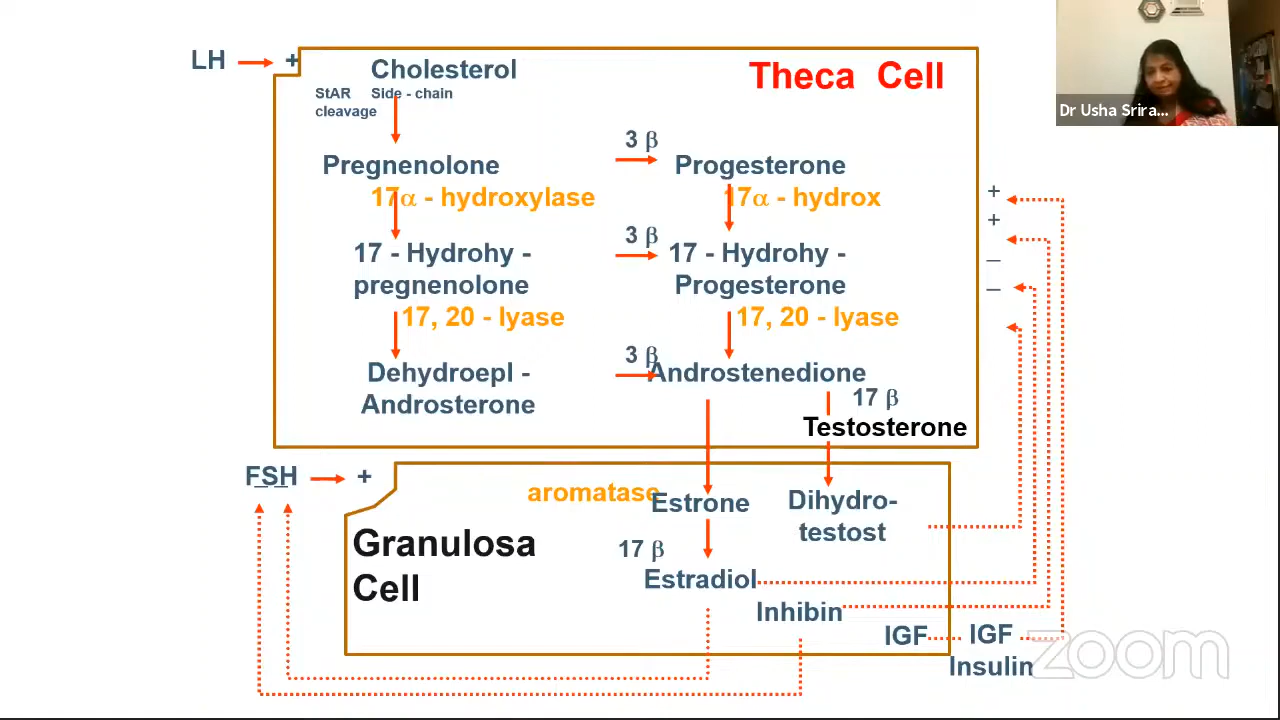 LH
+
Cholesterol
Theca Cell
StAR Side - chain
cleavage
Dr Usha Srira...
3 β
Pregnenolone
Progesterone
17α - hydroxylase
17α - hydrox
+
+
–
–
3 β
17 - Hydrohy -
pregnenolone
17 - Hydrohy -
Progesterone
17, 20 - lyase
17, 20 - lyase
3 β
Dehydroepl -
Androsterone
Androstenedione
17 β
Testosterone
FSH
+
aromatase
Estrone
Dihydro-
testost
Granulosa
Cell
17 β
Estradiol
Inhibin
IGF
IGF
Insulin
zoom